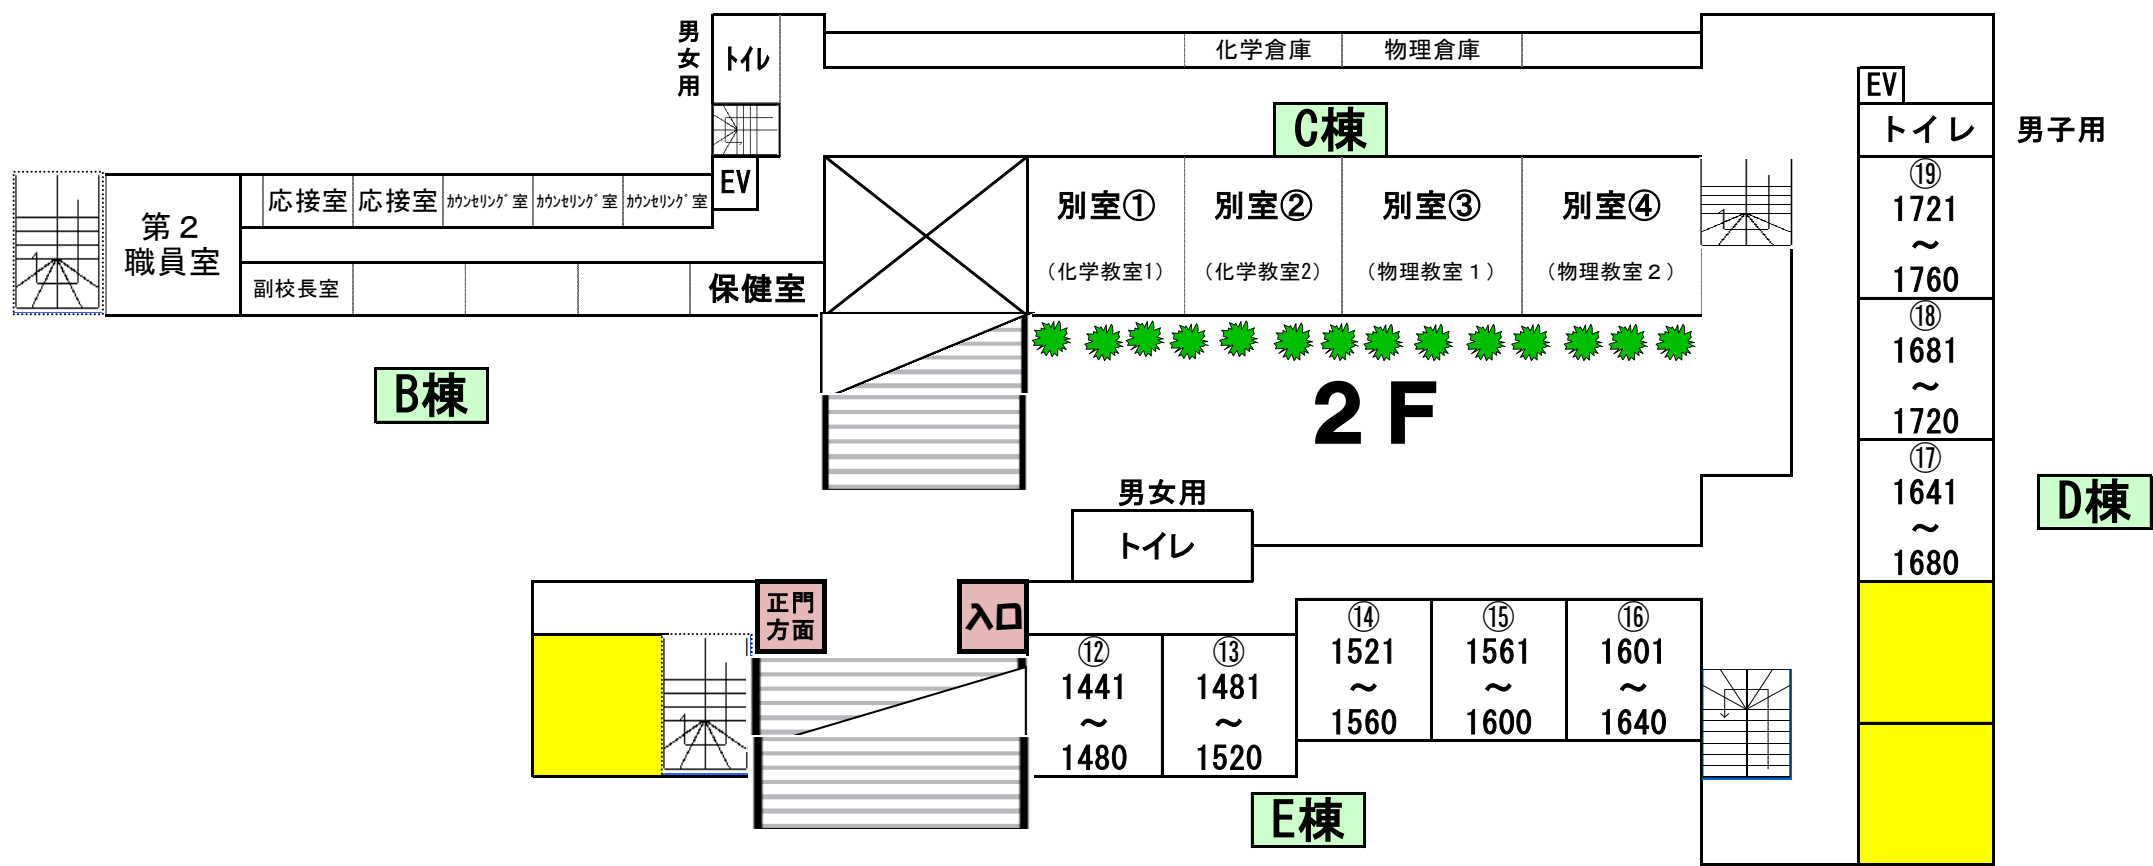 男女用
トイレ
化学倉庫
物理倉庫
EV
トイレ
男子用
C棟
EV
第２
職員室
応接室
応接室
カウンセリング室
カウンセリング室
カウンセリング室
副校長室
保健室
別室①
(化学教室1)
別室②
(化学教室2)
別室③
(物理教室１)
別室④
(物理教室２)
⑲
1721
～
1760
⑱
1681
～
1720
⑰
1641
～
1680
B棟
２F
D棟
男女用
トイレ
正門
方面
入口
⑫
1441
～
1480
⑬
1481
～
1520
⑭
1521
～
1560
⑮
1561
～
1600
⑯
1601
～
1640
E棟